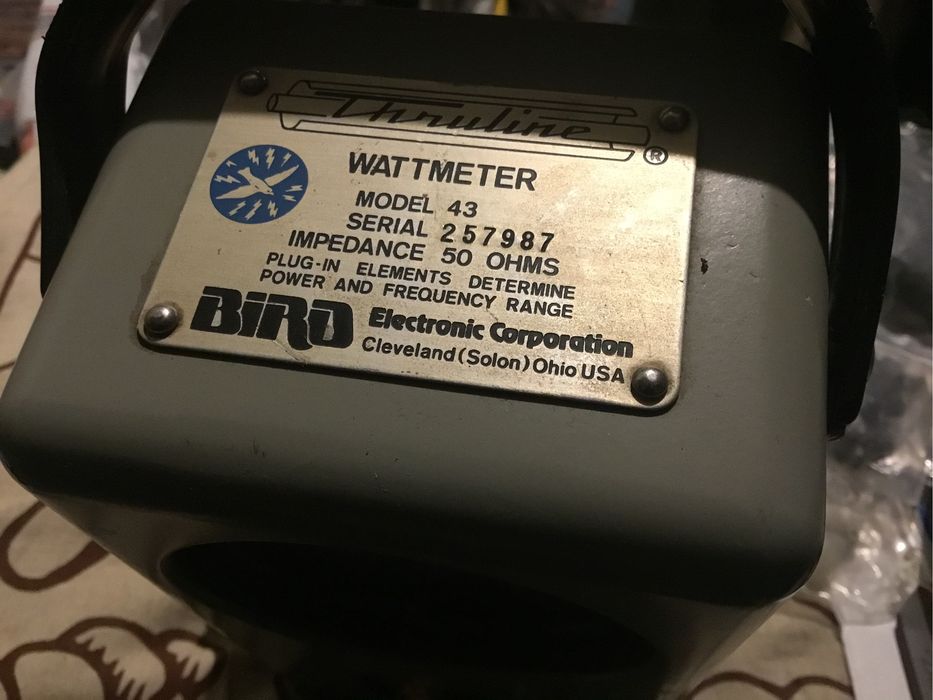 Thruline
®
WATTMETER
MODEL 43
SERIAL 257987
IMPEDANCE 50 OHMS
PLUG-IN ELEMENTS DETERMINE
POWER AND FREQUENCY RANGE
BIRD Electronic Corporation
Cleveland (Solon) Ohio USA